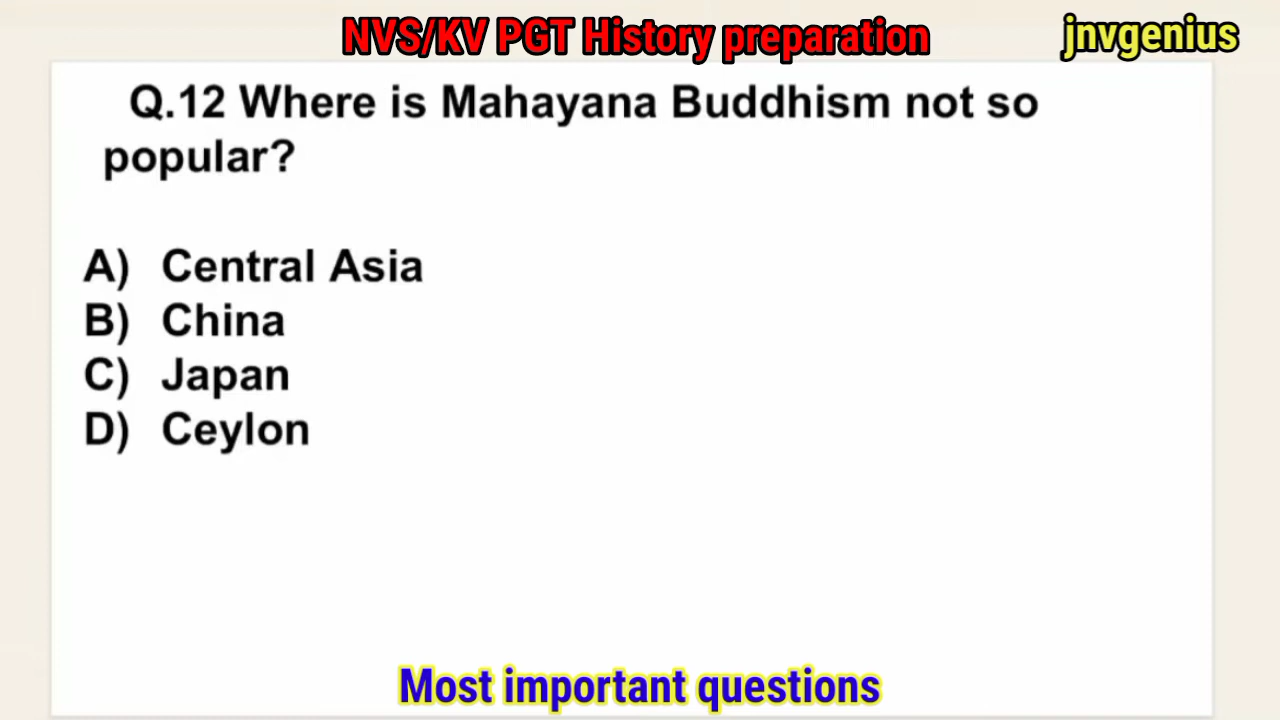 NVS/KV PGT History preparation
jnvgenius
Q.12 Where is Mahayana Buddhism not so
popular?
A) Central Asia
B) China
C) Japan
D) Ceylon
Most important questions